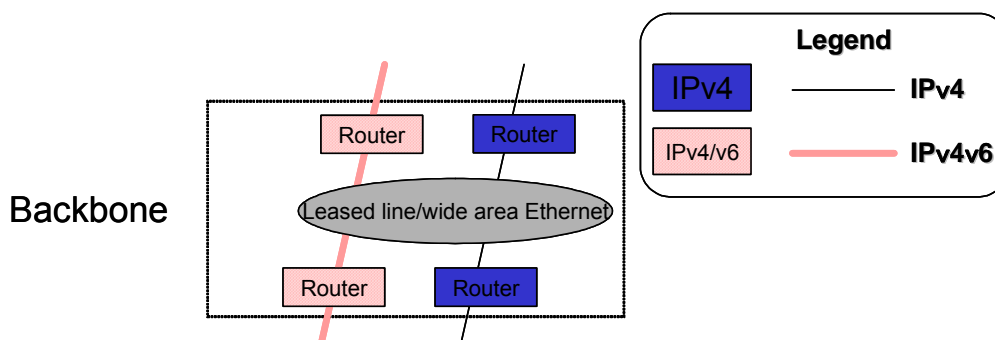 Legend
IPv4
IPv4
IPv4/v6
IPv4v6
Router
Router
Backbone
Leased line/wide area Ethernet
Router
Router